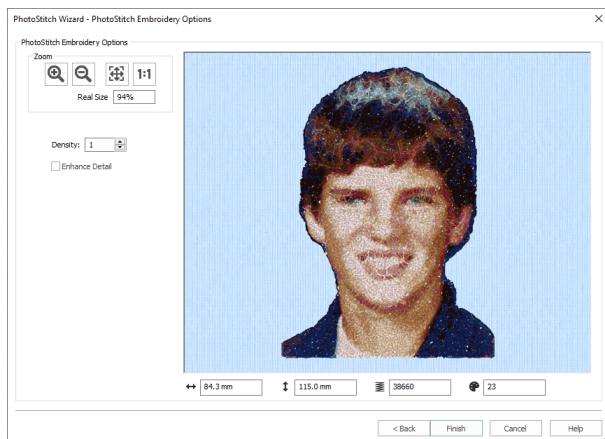 PhotoStitch Wizard - PhotoStitch Embroidery Options
PhotoStitch Embroidery Options
Zoom
1:1
Real Size 94%
Density: 1
Enhance Detail
84.3 mm 115.0 mm 38660 23
< Back Finish Cancel Help